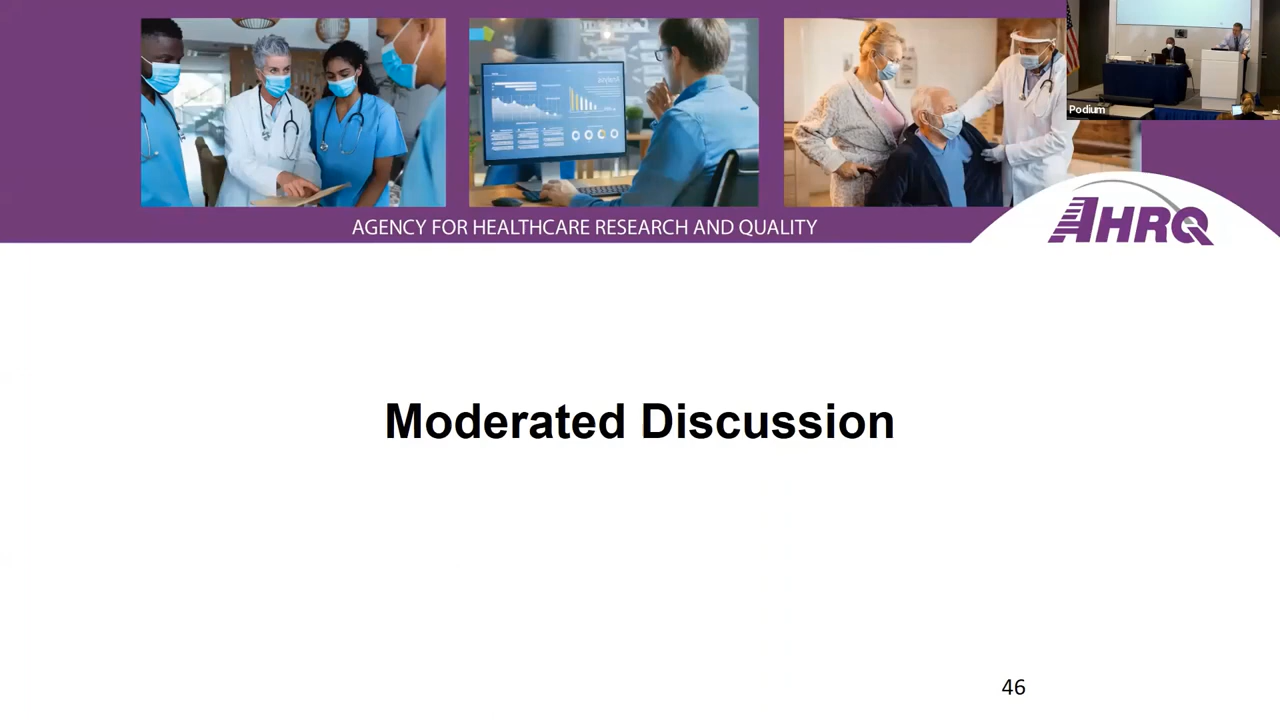 Podium
AGENCY FOR HEALTHCARE RESEARCH AND QUALITY
AHRQ
Moderated Discussion
46